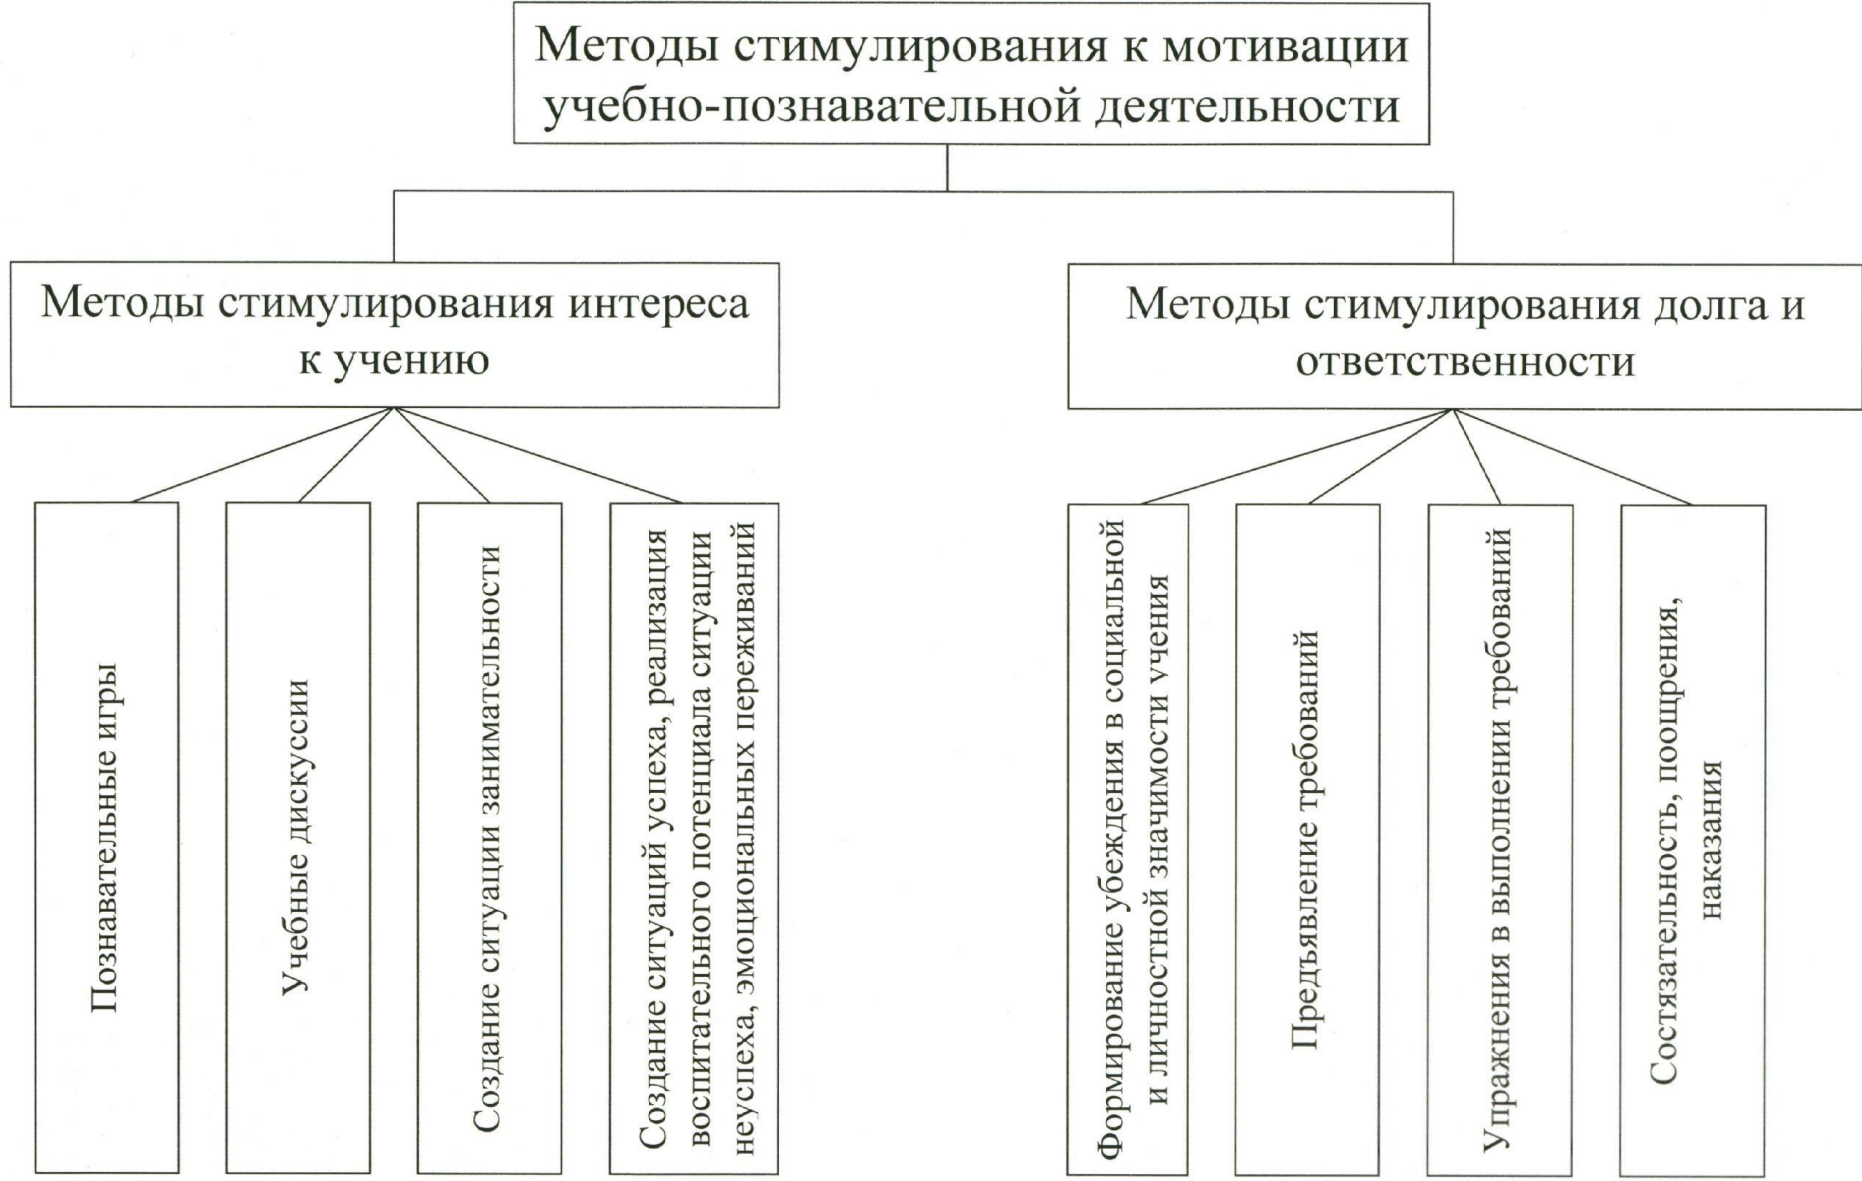 Методы стимулирования к мотивации
учебно-познавательной деятельности
Методы стимулирования интереса
к учению
Методы стимулирования долга и
ответственности
Познавательные игры
Учебные дискуссии
Создание ситуации занимательности
Создание ситуаций успеха, реализация
воспитательного потенциала ситуации
неуспеха, эмоциональных переживаний
Формирование убеждения в социальной
и личностной значимости учения
Предъявление требований
Упражнения в выполнении требований
Состязательность, поощрения,
наказания